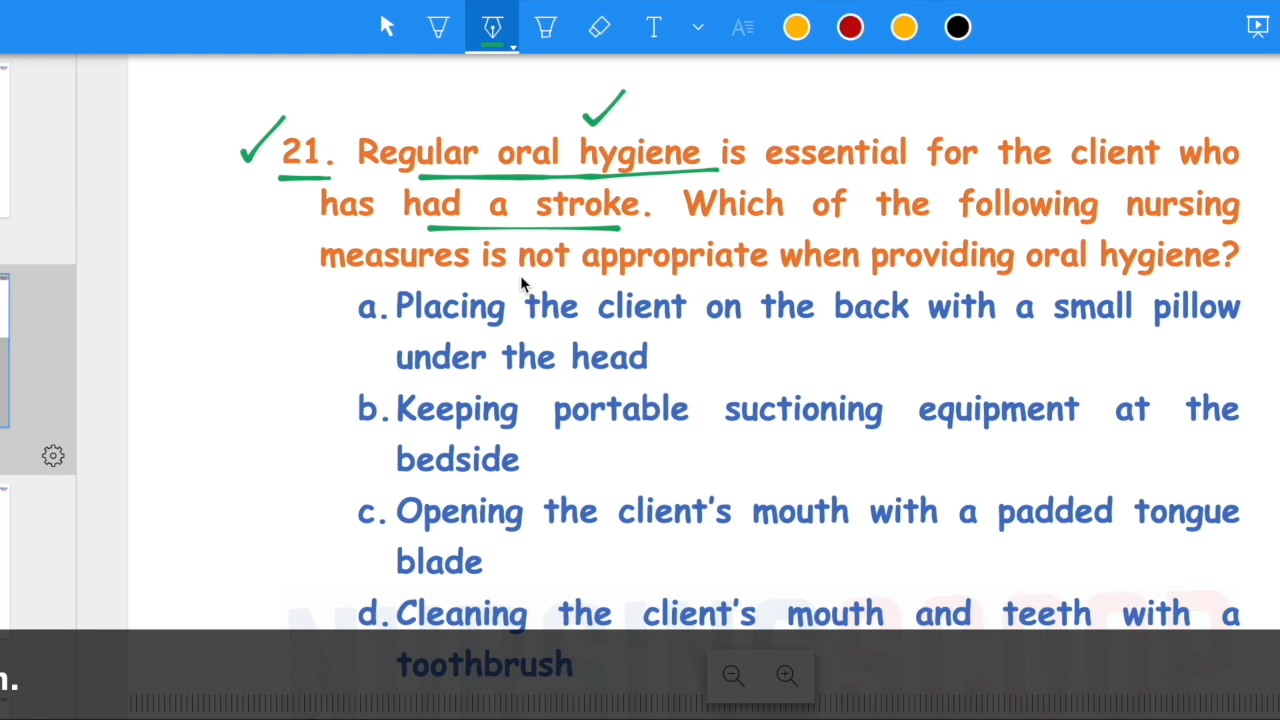 21. Regular oral hygiene is essential for the client who
has had a stroke. Which of the following nursing
measures is not appropriate when providing oral hygiene?
a. Placing the client on the back with a small pillow
under the head
b. Keeping portable suctioning equipment at the
bedside
c. Opening the client's mouth with a padded tongue
blade
d. Cleaning the client's mouth and teeth with a
toothbrush